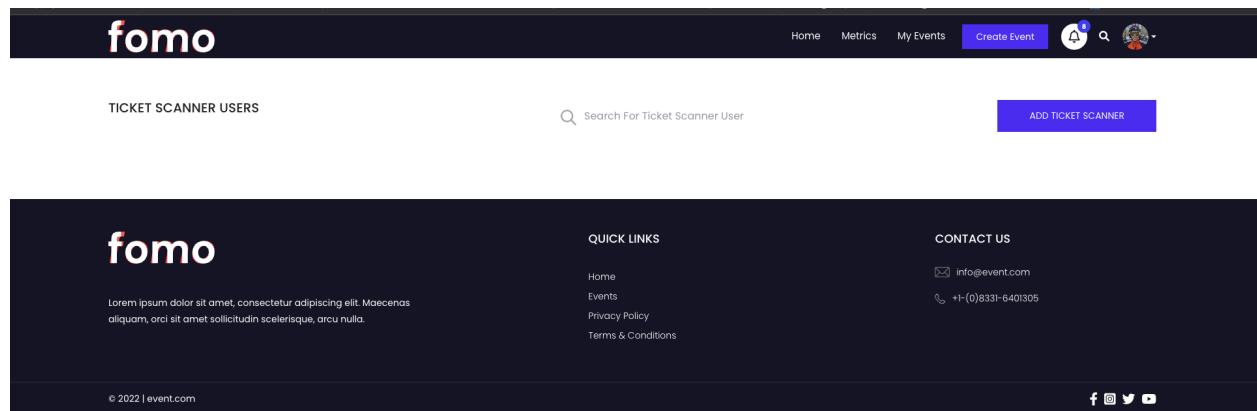 fomo
Home Metrics My Events Create Event 8
TICKET SCANNER USERS
Search For Ticket Scanner User
ADD TICKET SCANNER
fomo
Lorem ipsum dolor sit amet, consectetur adipiscing elit. Maecenas
aliquam, orci sit amet sollicitudin scelerisque, arcu nulla.
QUICK LINKS
Home
Events
Privacy Policy
Terms & Conditions
CONTACT US
info@event.com
+1-(0)8331-6401305
© 2022 | event.com